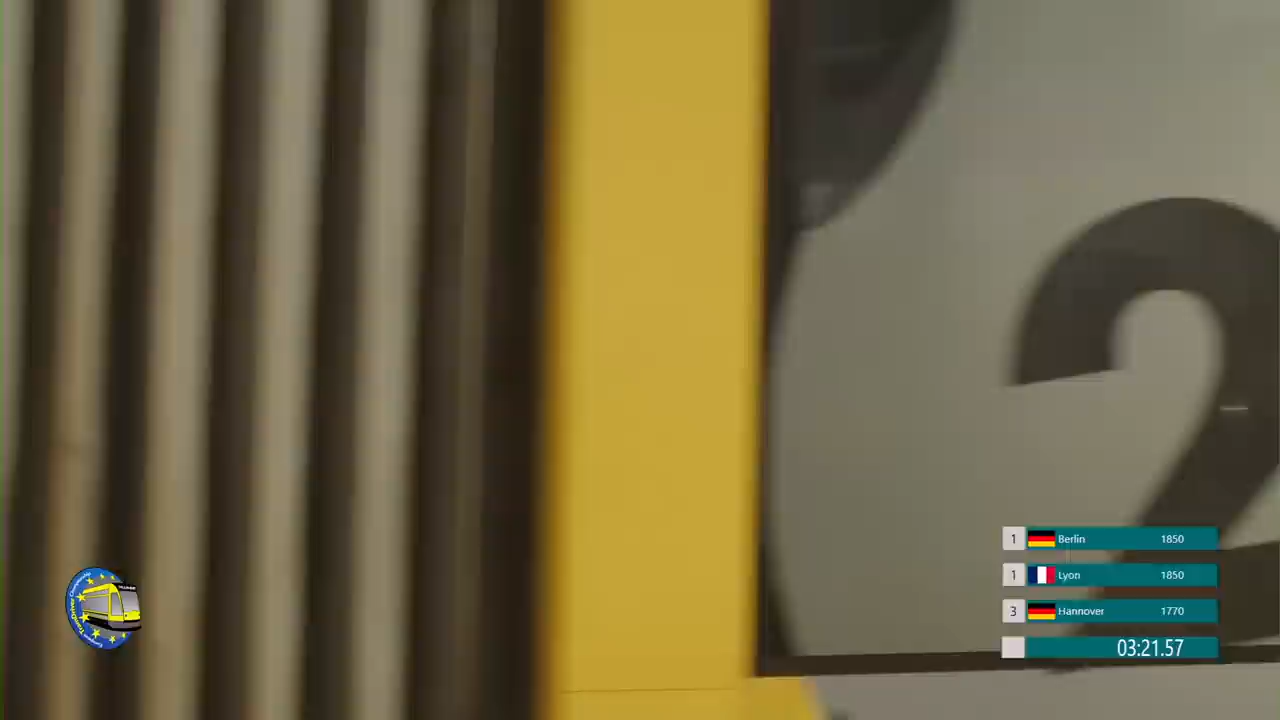 2
1 Berlin 1850
1 Lyon 1850
3 Hannover 1770
03:21.57